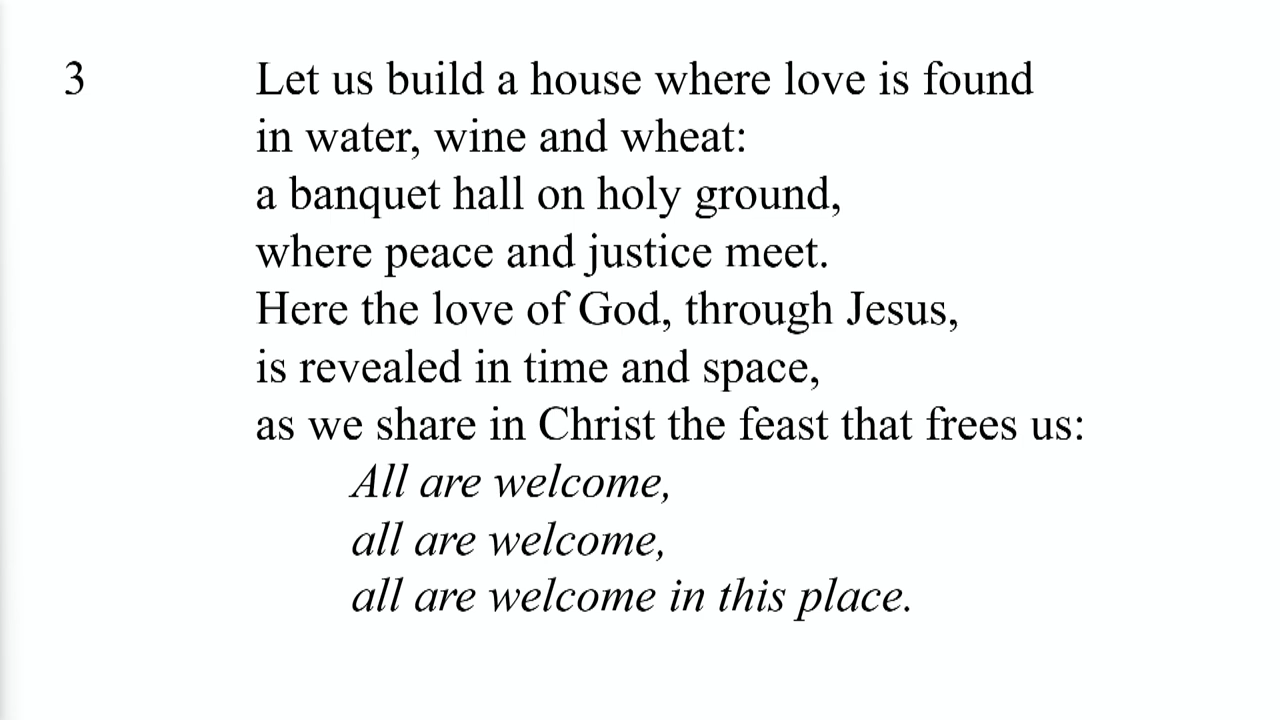 3 Let us build a house where love is found
in water, wine and wheat:
a banquet hall on holy ground,
where peace and justice meet.
Here the love of God, through Jesus,
is revealed in time and space,
as we share in Christ the feast that frees us:
All are welcome,
all are welcome,
all are welcome in this place.